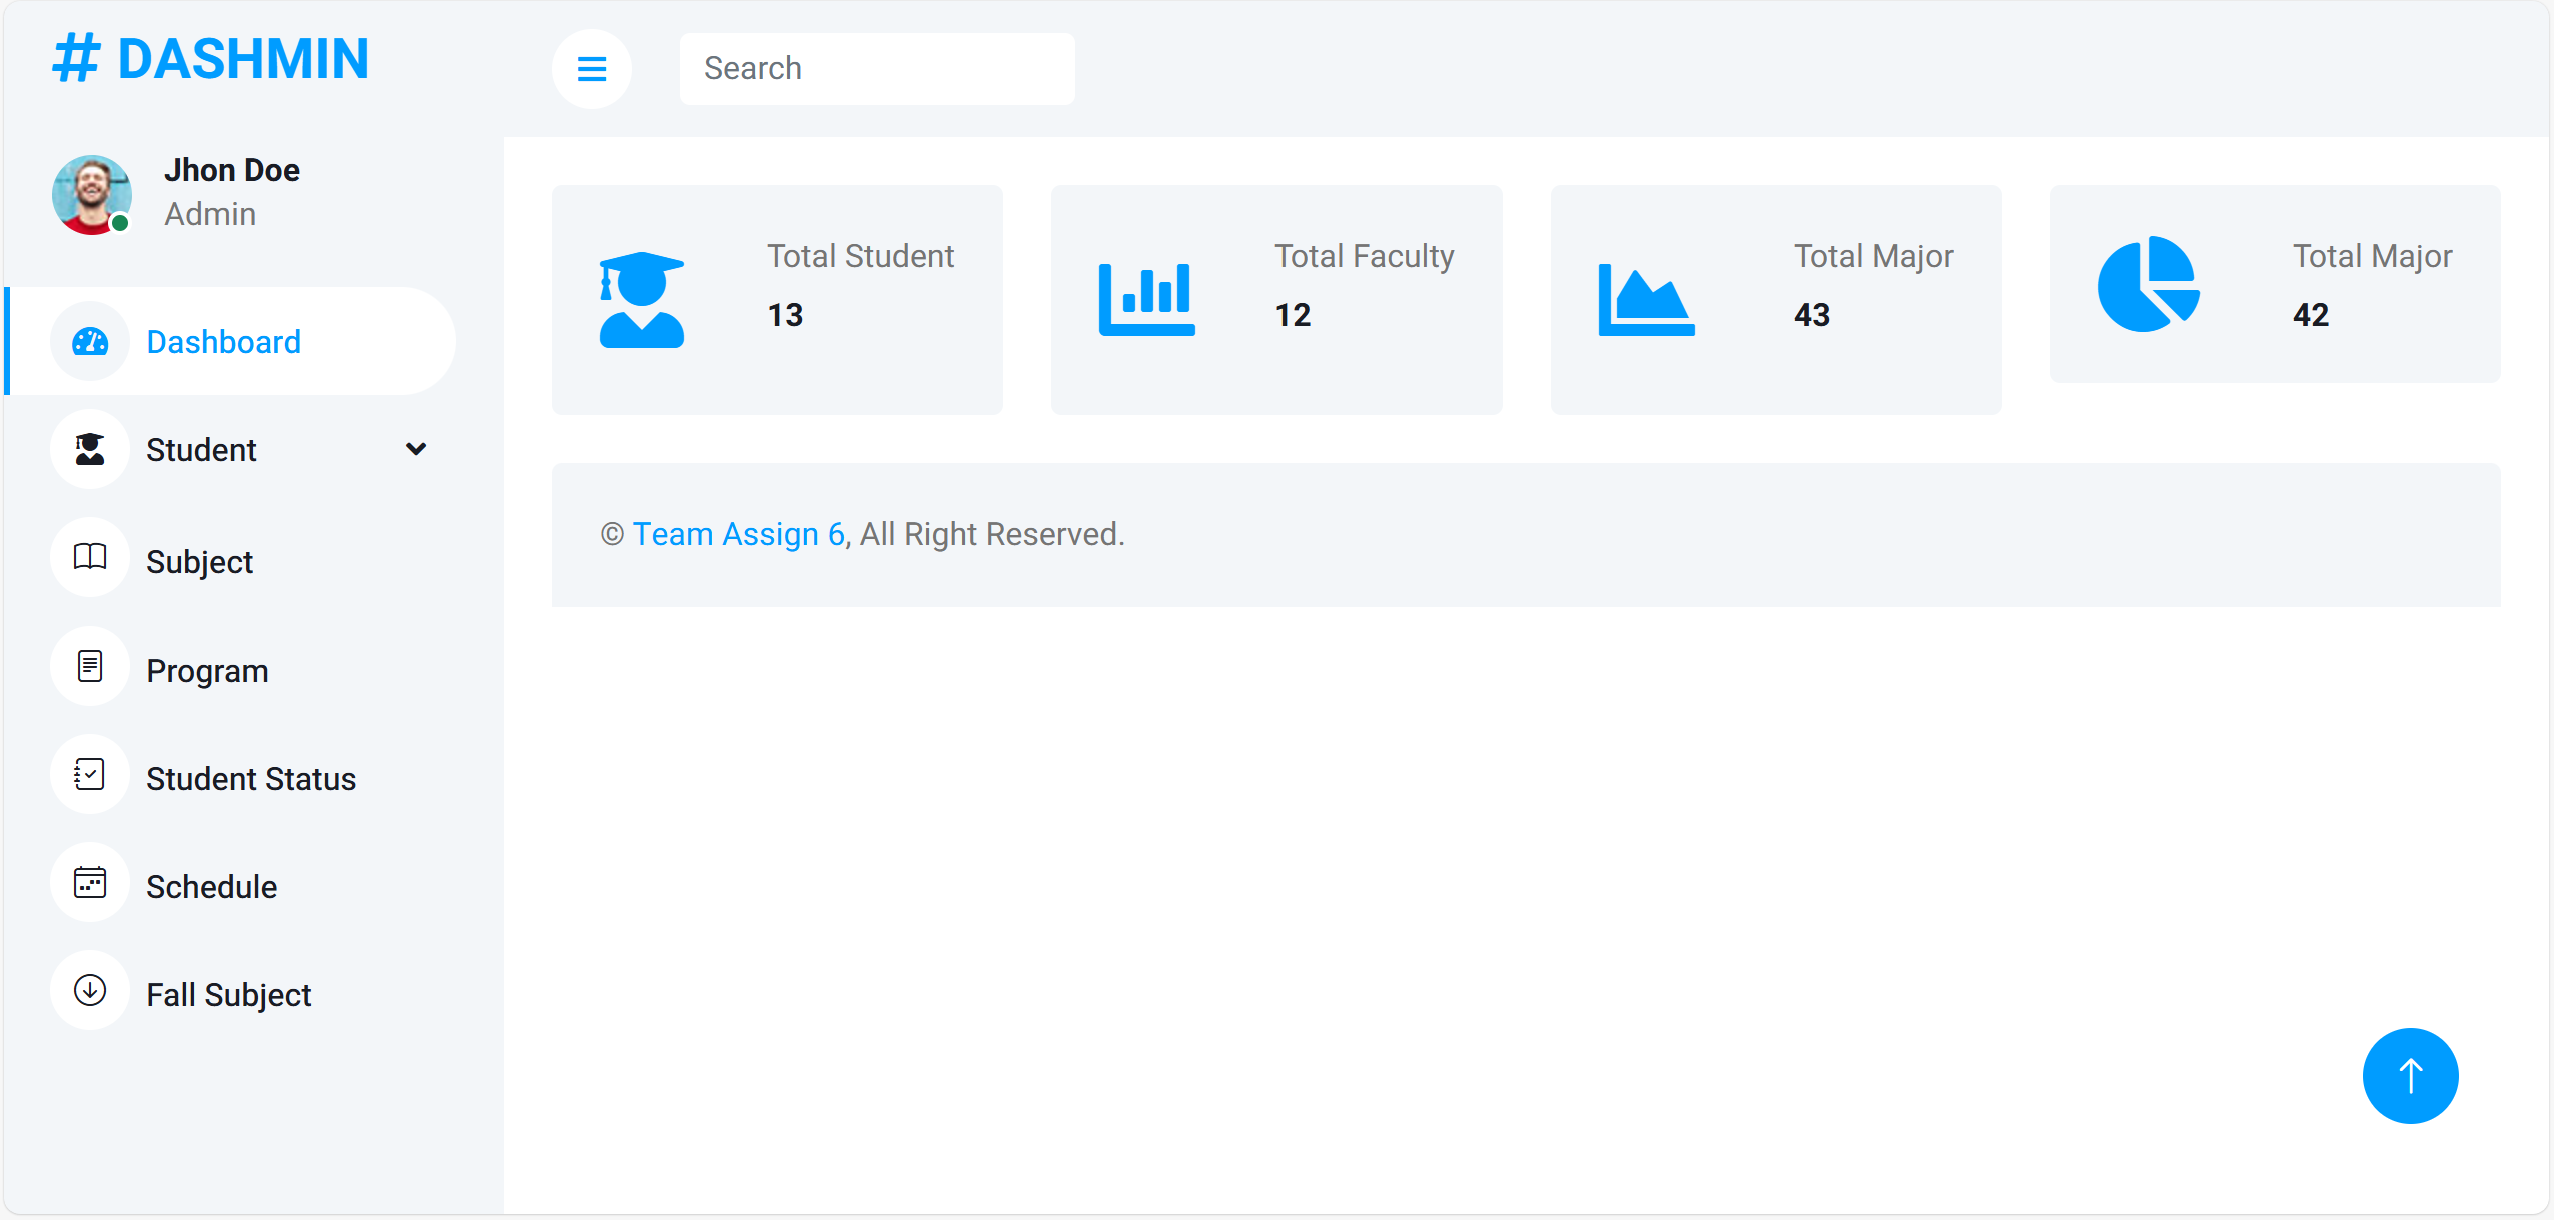 # DASHMIN
Search
Jhon Doe
Admin
Dashboard
Student
Subject
Program
Student Status
Schedule
Fall Subject
Total Student
13
Total Faculty
12
Total Major
43
Total Major
42
© Team Assign 6, All Right Reserved.